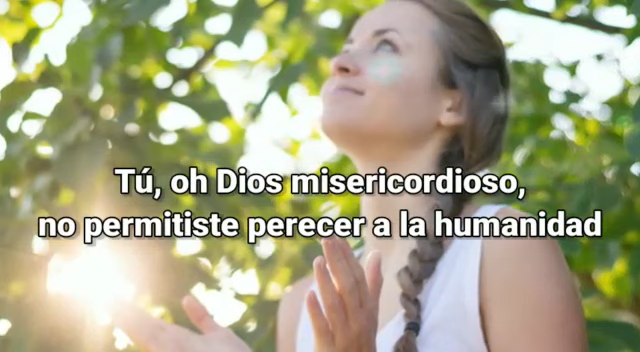 Tú, oh Dios misericordioso,
no permitiste perecer a la humanidad